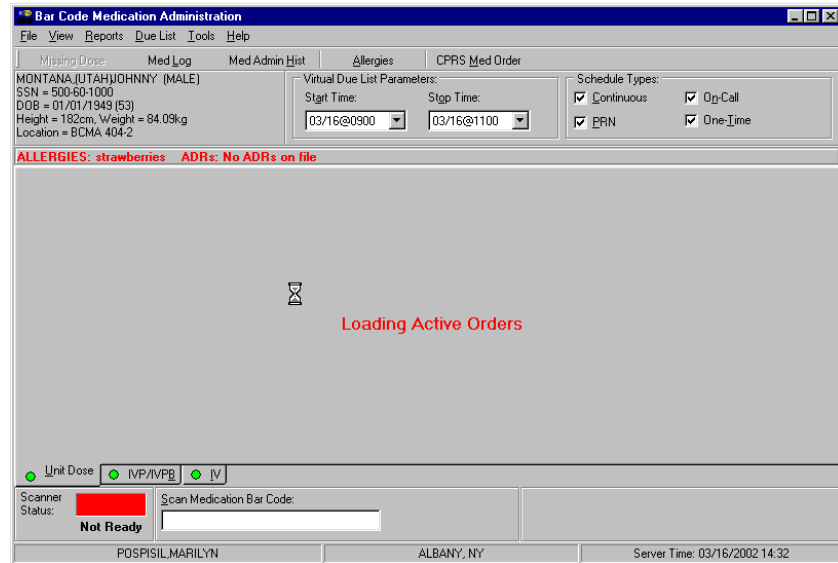 Bar Code Medication Administration
File View Reports Due List Tools Help
Missing Dose Med Log Med Admin Hist Allergies CPRS Med Order
MONTANA,(UTAH)JOHNNY (MALE)
SSN = 500-60-1000
DOB = 01/01/1949 (53)
Height = 182cm, Weight = 84.09kg
Location = BCMA 404-2
Virtual Due List Parameters:
Start Time: Stop Time:
03/16@0900 03/16@1100
Schedule Types:
Continuous On-Call
PRN One-Time
ALLERGIES: strawberries ADRs: No ADRs on file
Loading Active Orders
Unit Dose IVP/IVPB IV
Scanner Status:
Not Ready
Scan Medication Bar Code:
POSPISIL,MARILYN ALBANY, NY Server Time: 03/16/2002 14:32